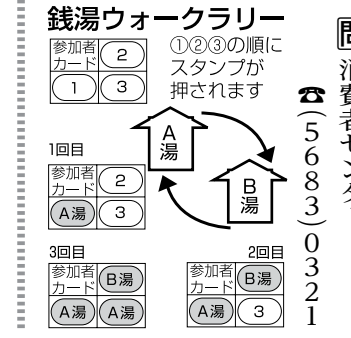 銭湯ウォークラリー
参加者
カード
2
1
3
①②③の順に
スタンプが
押されます
A
湯
B
湯
1回目
参加者
カード
2
A湯
3
2回目
参加者
カード
B湯
A湯
3
3回目
参加者
カード
B湯
A湯
A湯
問
消費者センター
☎(5683)0321